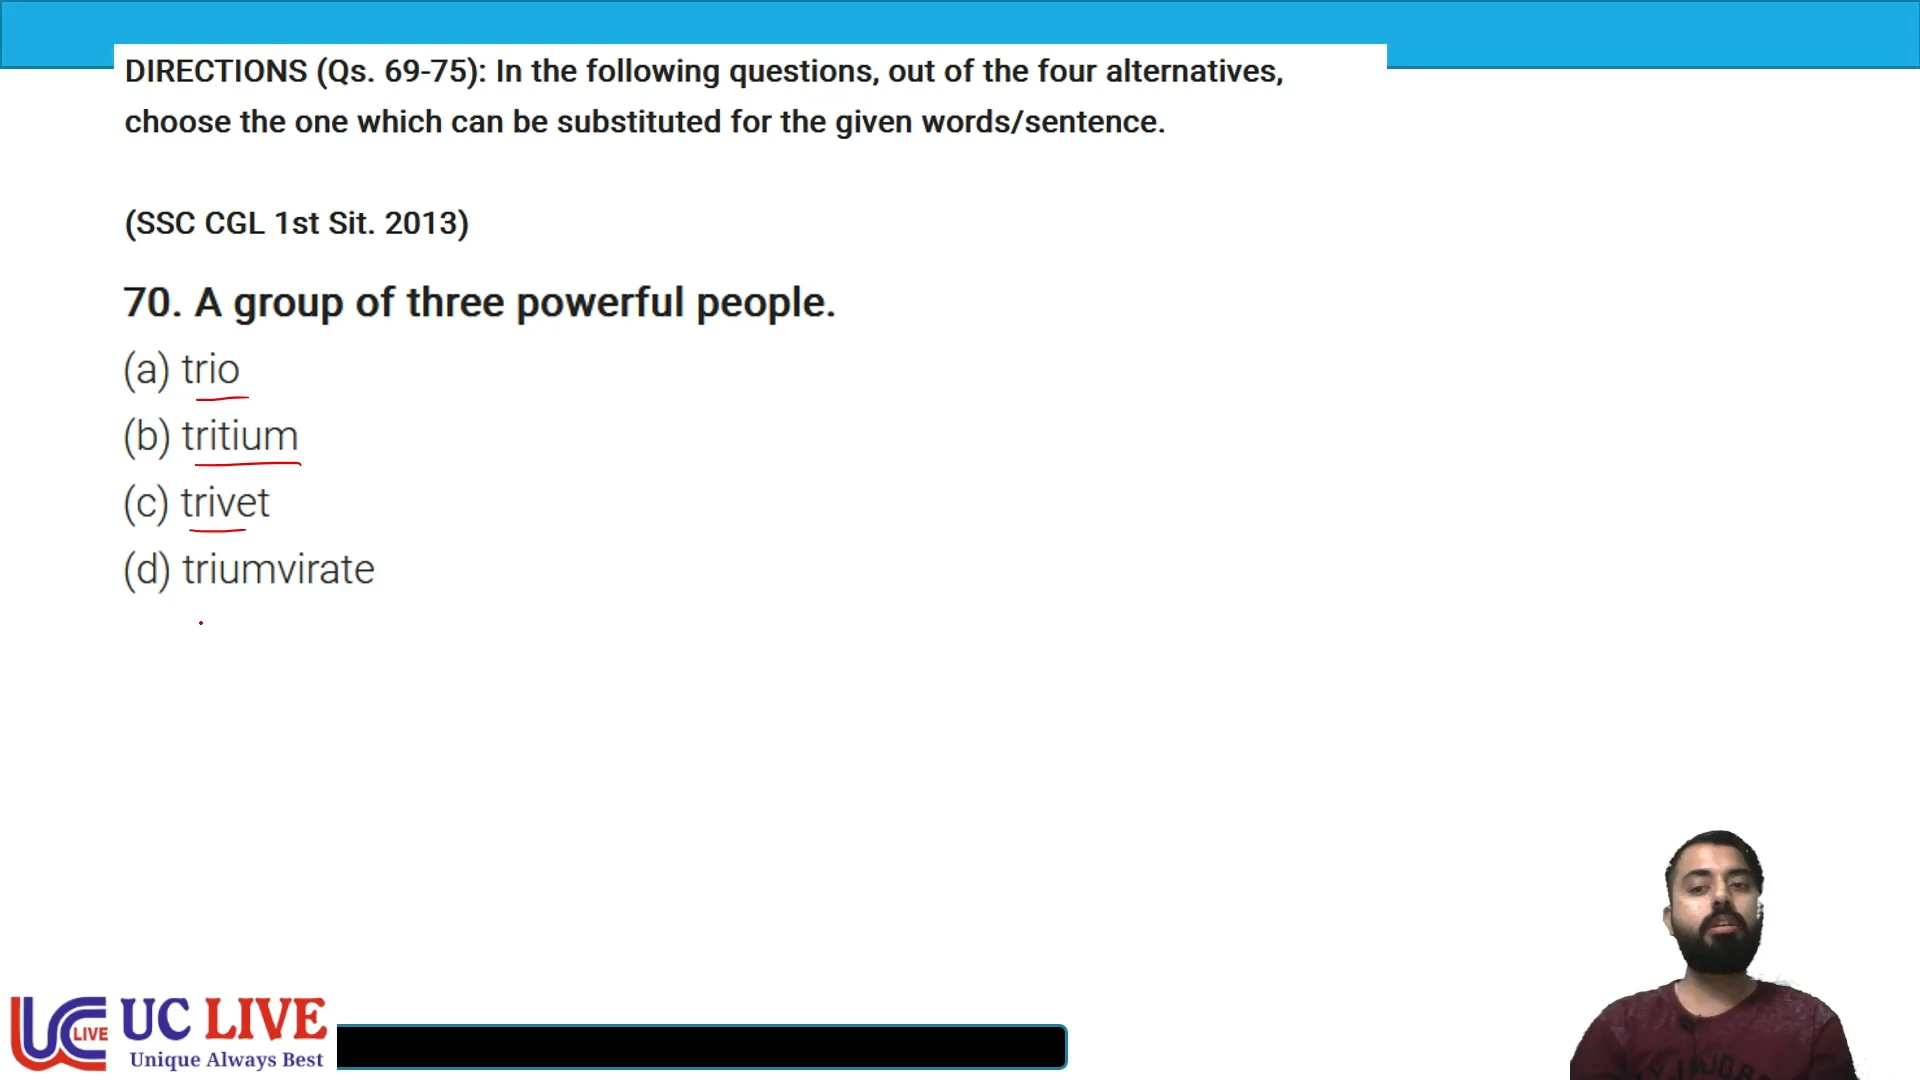 DIRECTIONS (Qs. 69-75): In the following questions, out of the four alternatives,
choose the one which can be substituted for the given words/sentence.
(SSC CGL 1st Sit. 2013)
70. A group of three powerful people.
(a) trio
(b) tritium
(c) trivet
(d) triumvirate
UC LIVE
LIVE
Unique Always Best